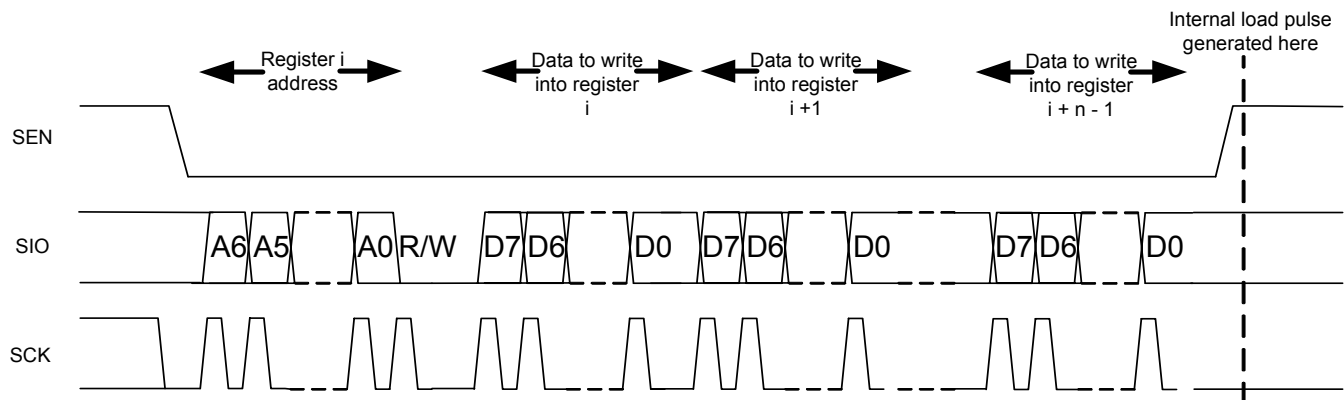 Internal load pulse
generated here
Register i
address
Data to write
into register
i
Data to write
into register
i +1
Data to write
into register
i + n - 1
SEN
SIO
A6 A5 A0 R/W D7 D6 D0 D7 D6 D0 D7 D6 D0
SCK